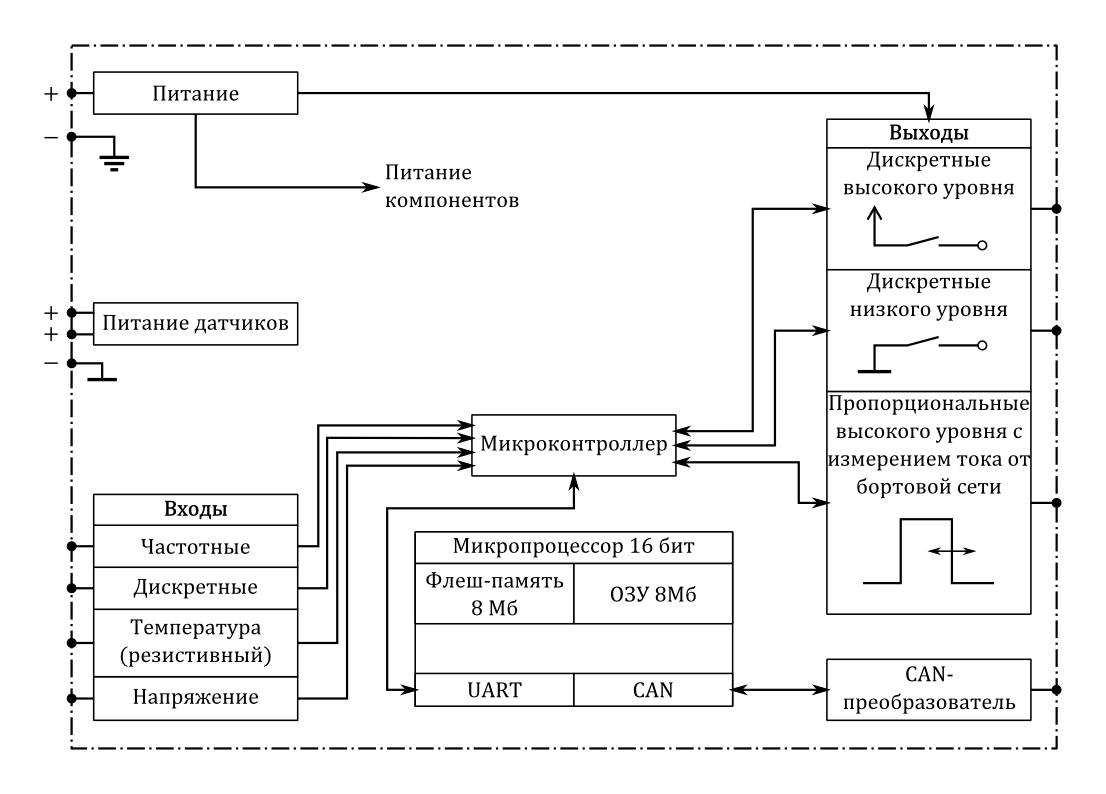 +
Питание
−
Питание
компонентов
+
+
Питание датчиков
−
Выходы
Дискретные
высокого уровня
Дискретные
низкого уровня
Пропорциональные
высокого уровня с
измерением тока от
бортовой сети
Микроконтроллер
Входы
Частотные
Дискретные
Температура
(резистивный)
Напряжение
Микропроцессор 16 бит
Флеш-память
8 Мб
ОЗУ 8Мб
UART
CAN
CAN-
преобразователь